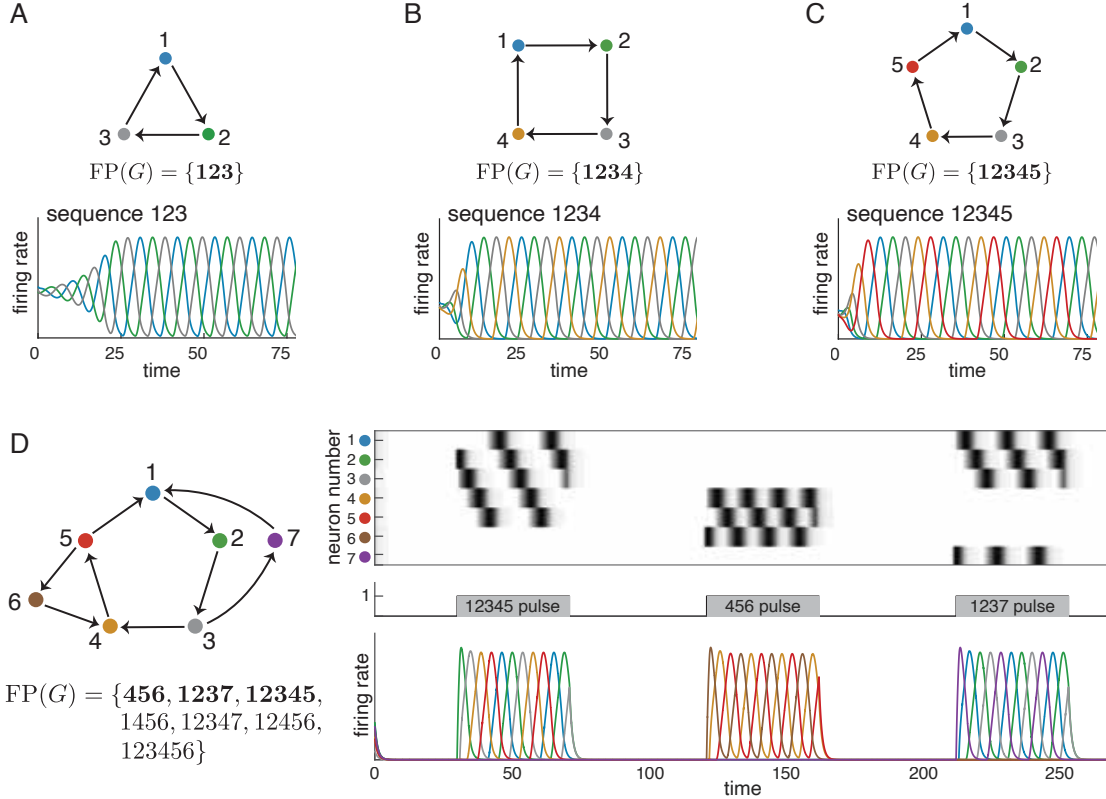 A
1
3
2
FP(G) = {123}
sequence 123
firing rate
0 25 50 75
time
B
1
2
4
3
FP(G) = {1234}
sequence 1234
firing rate
0 25 50 75
time
C
1
5
2
4
3
FP(G) = {12345}
sequence 12345
firing rate
0 25 50 75
time
D
1
5
2
7
6
4
3
FP(G) = {456, 1237, 12345,
1456, 12347, 12456,
123456}
neuron number
1
2
3
4
5
6
7
1
12345 pulse
456 pulse
1237 pulse
firing rate
0 50 100 150 200 250
time